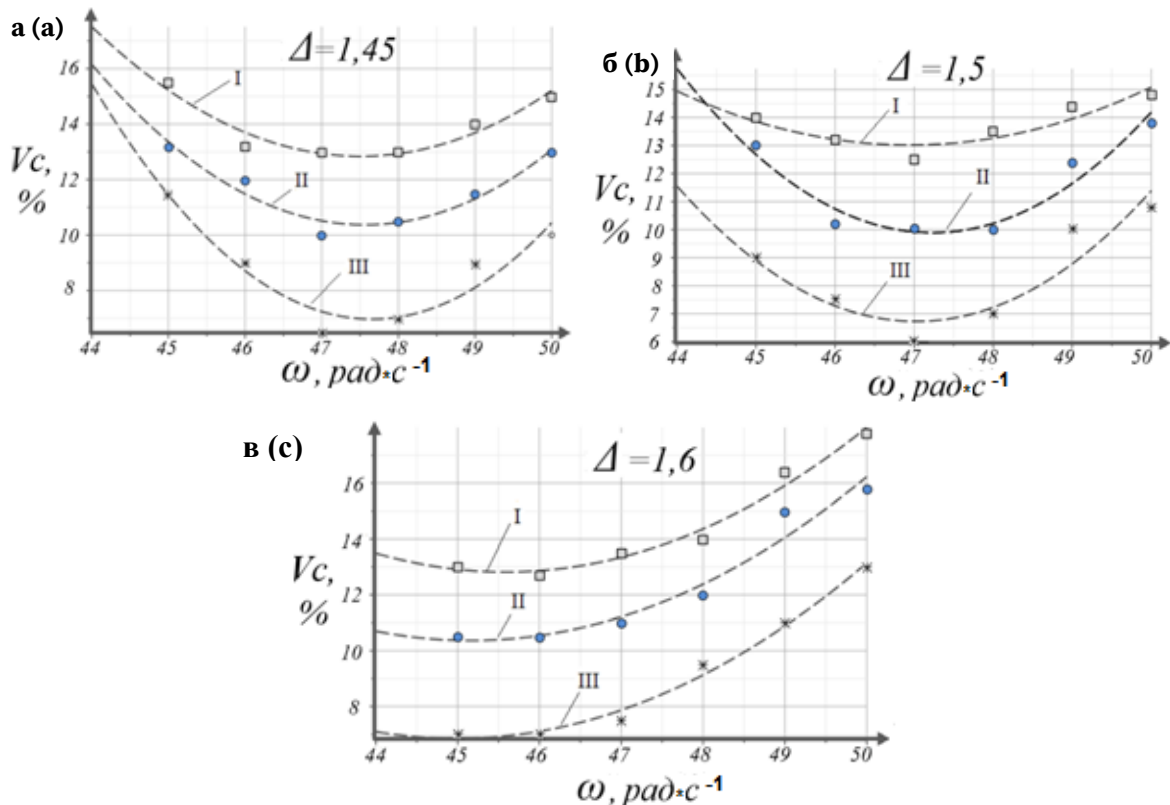 а (a)
Δ=1,45
16
14
12
10
8
Vc,
%
I
II
III
44 45 46 47 48 49 50
ω, рад*с -1
б (b)
Δ =1,5
15
14
13
12
11
10
9
8
7
6
Vc,
%
I
II
III
44 45 46 47 48 49 50
ω, рад*с -1
в (c)
Δ =1,6
16
14
12
10
8
Vc,
%
I
II
III
44 45 46 47 48 49 50
ω, рад*с -1